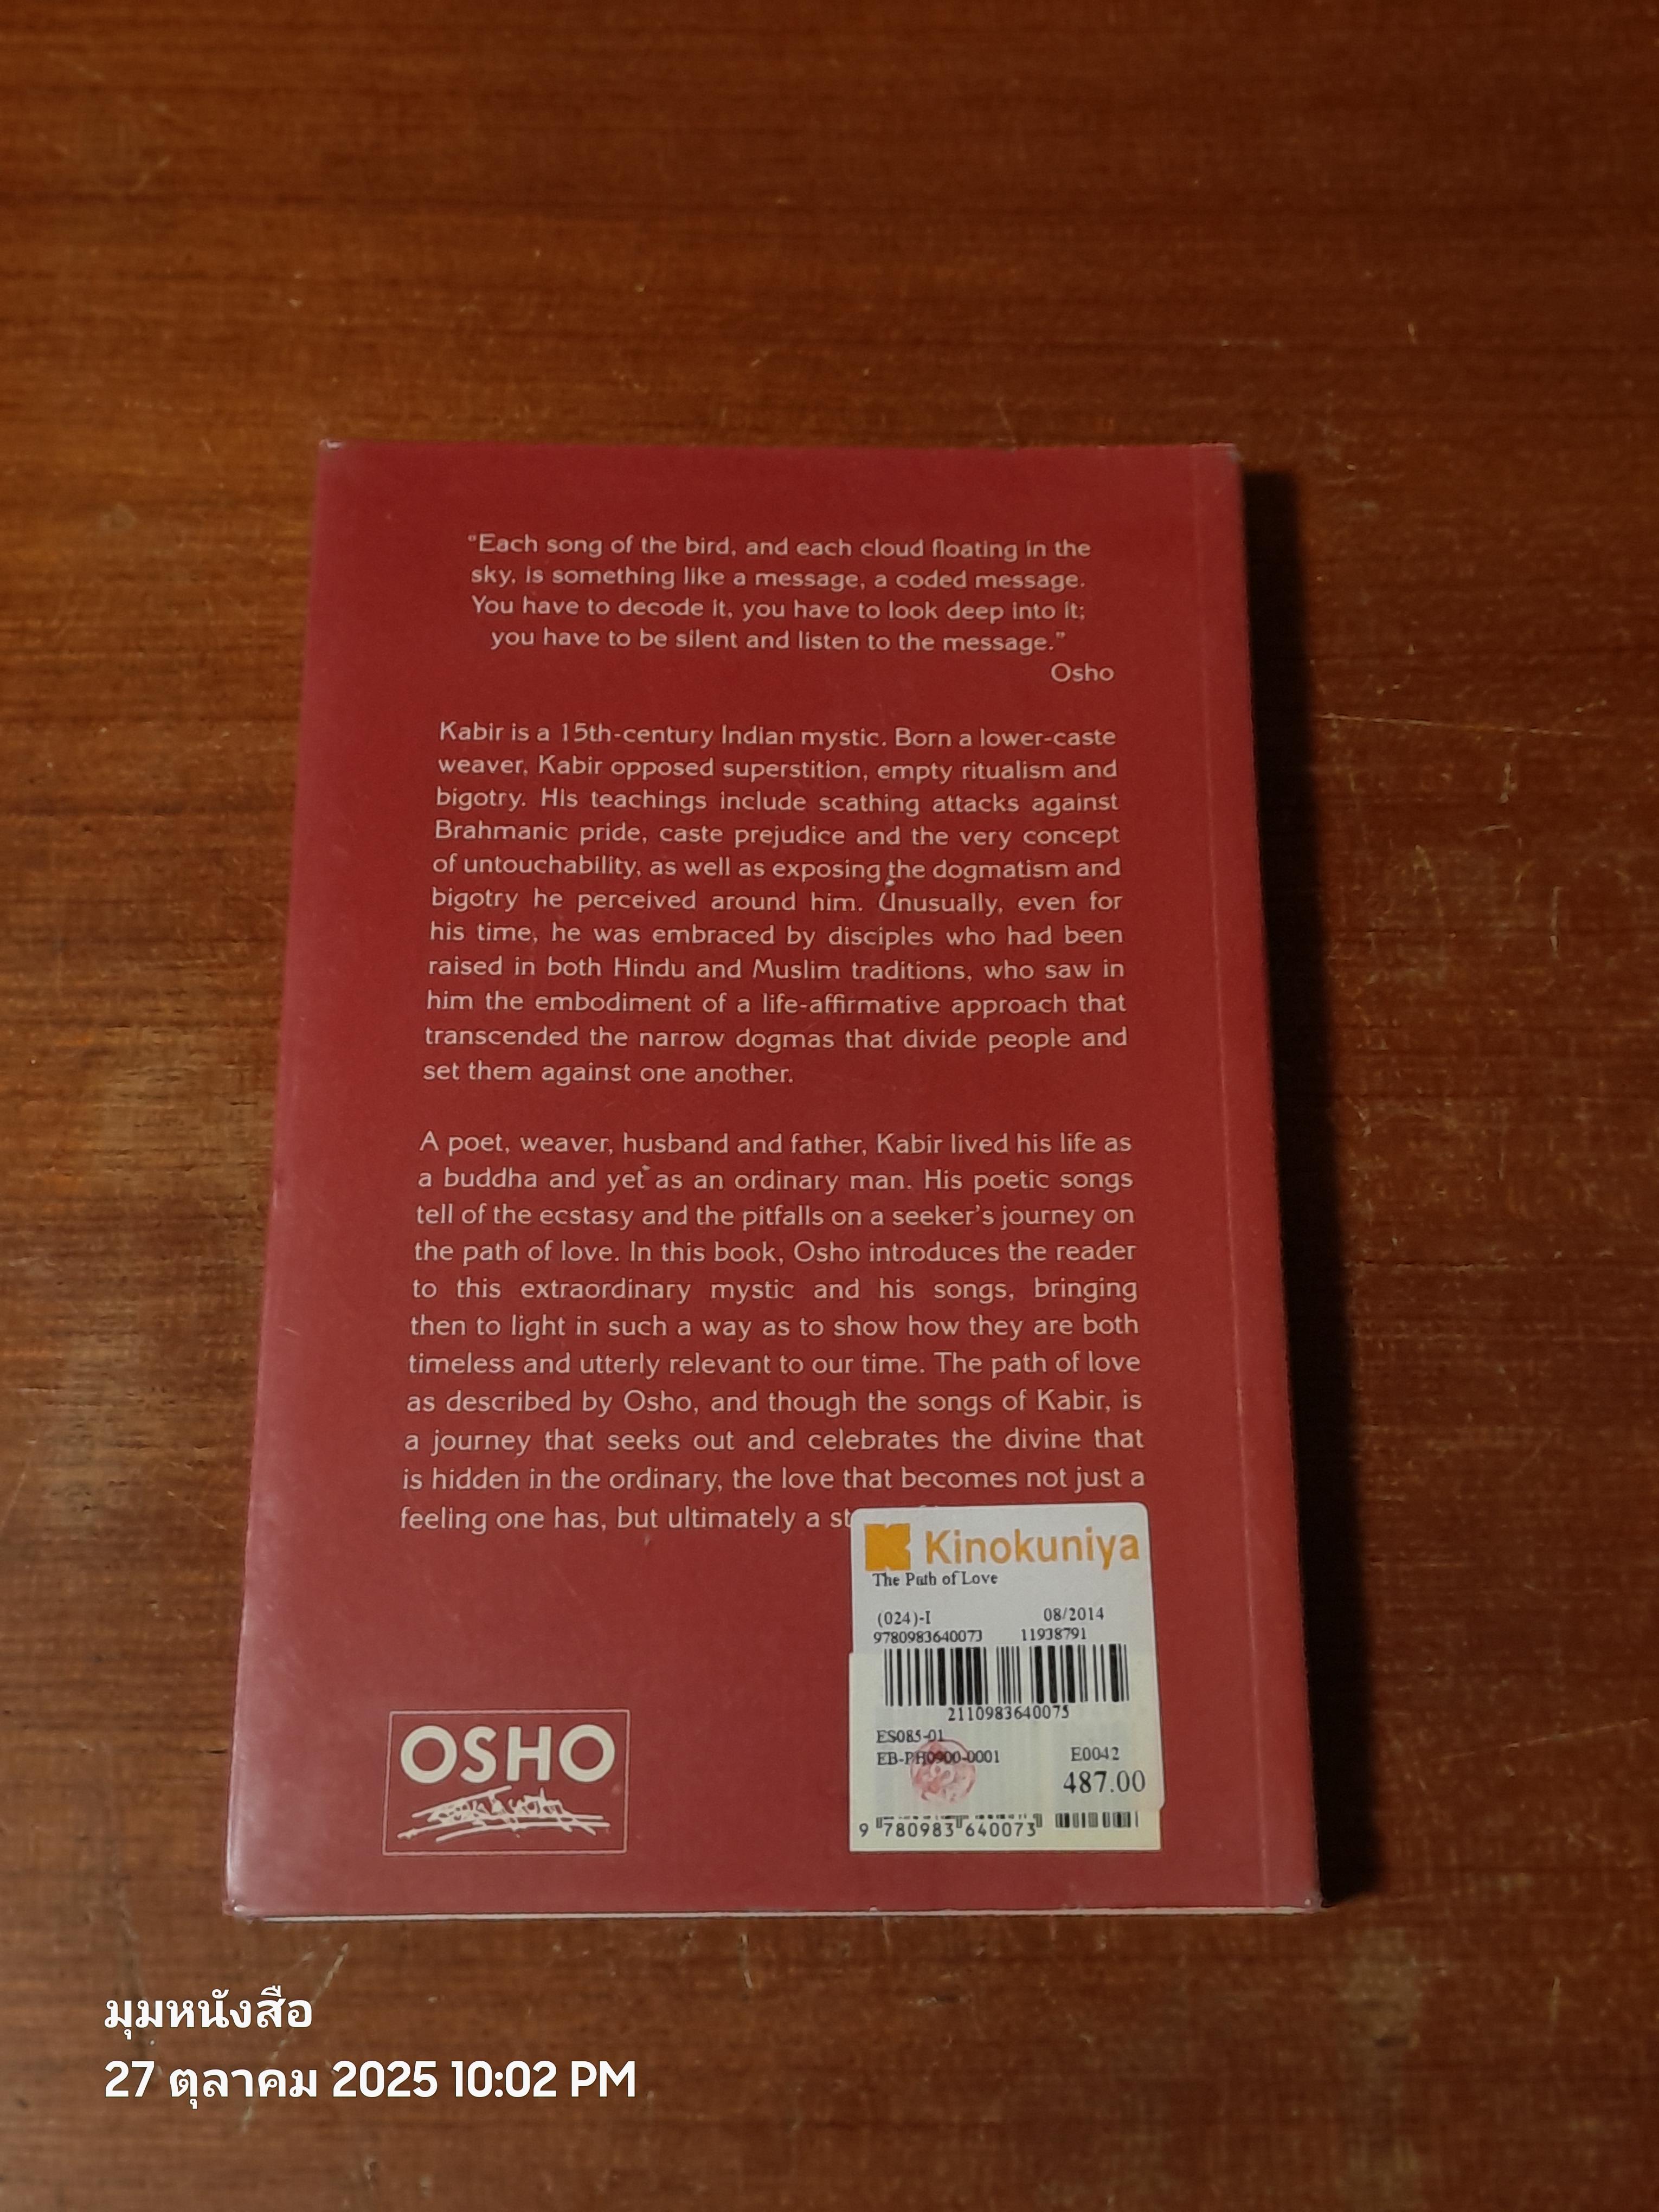 “Each song of the bird, and each cloud floating in the
sky, is something like a message, a coded message.
You have to decode it, you have to look deep into it;
you have to be silent and listen to the message.”
Osho
Kabir is a 15th-century Indian mystic. Born a lower-caste
weaver, Kabir opposed superstition, empty ritualism and
bigotry. His teachings include scathing attacks against
Brahmanic pride, caste prejudice and the very concept
of untouchability, as well as exposing the dogmatism and
bigotry he perceived around him. Unusually, even for
his time, he was embraced by disciples who had been
raised in both Hindu and Muslim traditions, who saw in
him the embodiment of a life-affirmative approach that
transcended the narrow dogmas that divide people and
set them against one another.
A poet, weaver, husband and father, Kabir lived his life as
a buddha and yet as an ordinary man. His poetic songs
tell of the ecstasy and the pitfalls on a seeker’s journey on
the path of love. In this book, Osho introduces the reader
to this extraordinary mystic and his songs, bringing
then to light in such a way as to show how they are both
timeless and utterly relevant to our time. The path of love
as described by Osho, and though the songs of Kabir, is
a journey that seeks out and celebrates the divine that
is hidden in the ordinary, the love that becomes not just a
feeling one has, but ultimately a st
Kinokuniya
The Path of Love
(024)-I 08/2014
9780983640073 11938791
2110983640075
ES085-01
EB-PH0900-0001 E0042
487.00
9 780983 640073
OSHO
มุมหนังสือ
27 ตุลาคม 2025 10:02 PM